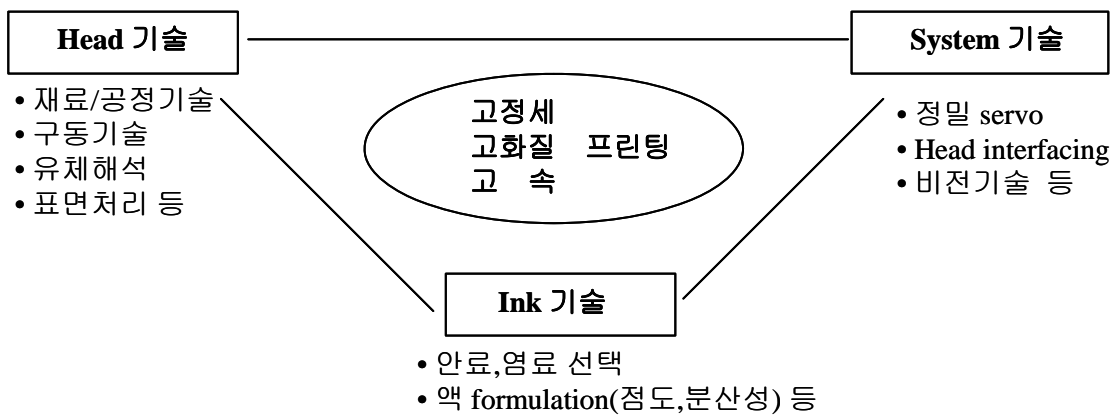 Head 기술
• 재료/공정기술
• 구동기술
• 유체해석
• 표면처리 등
System 기술
• 정밀 servo
• Head interfacing
• 비전기술 등
고정세
고화질 프린팅
고 속
Ink 기술
• 안료,염료 선택
• 액 formulation(점도,분산성) 등